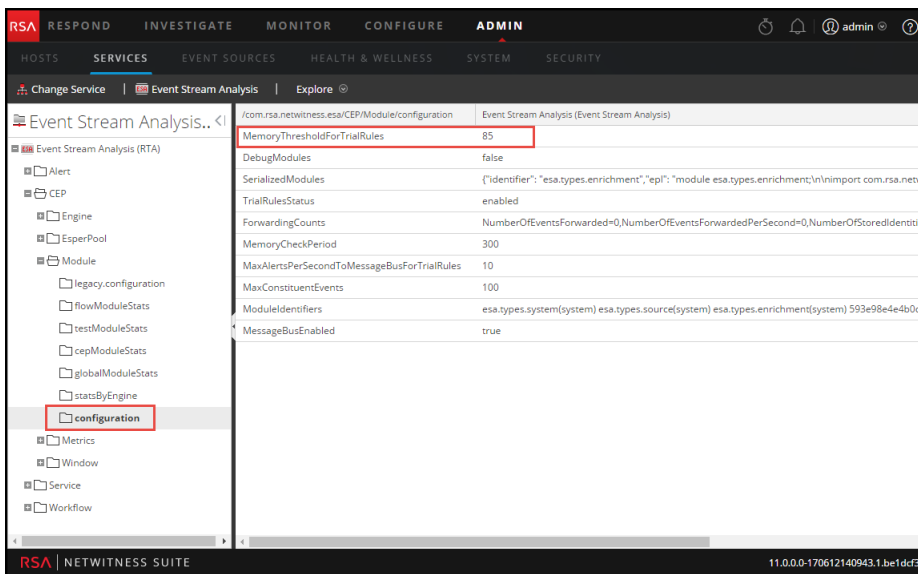 RSA RESPOND INVESTIGATE MONITOR CONFIGURE ADMIN admin
HOSTS SERVICES EVENT SOURCES HEALTH & WELLNESS SYSTEM SECURITY
Change Service | ESA Event Stream Analysis | Explore
Event Stream Analysis..
/com.rsa.netwitness.esa/CEP/Module/configuration Event Stream Analysis (Event Stream Analysis)
ESA Event Stream Analysis (RTA)
Alert
CEP
Engine
EsperPool
Module
legacy.configuration
flowModuleStats
testModuleStats
cepModuleStats
globalModuleStats
statsByEngine
configuration
Metrics
Window
Service
Workflow
MemoryThresholdForTrialRules 85
DebugModules false
SerializedModules {"identifier": "esa.types.enrichment","epl": "module esa.types.enrichment;\n\nimport com.rsa.netw
TrialRulesStatus enabled
ForwardingCounts NumberOfEventsForwarded=0,NumberOfEventsForwardedPerSecond=0,NumberOfStoredIdentiti
MemoryCheckPeriod 300
MaxAlertsPerSecondToMessageBusForTrialRules 10
MaxConstituentEvents 100
ModuleIdentifiers esa.types.system(system) esa.types.source(system) esa.types.enrichment(system) 593e98e4e4b0c
MessageBusEnabled true
RSA | NETWITNESS SUITE 11.0.0.0-170612140943.1.be1dcf3